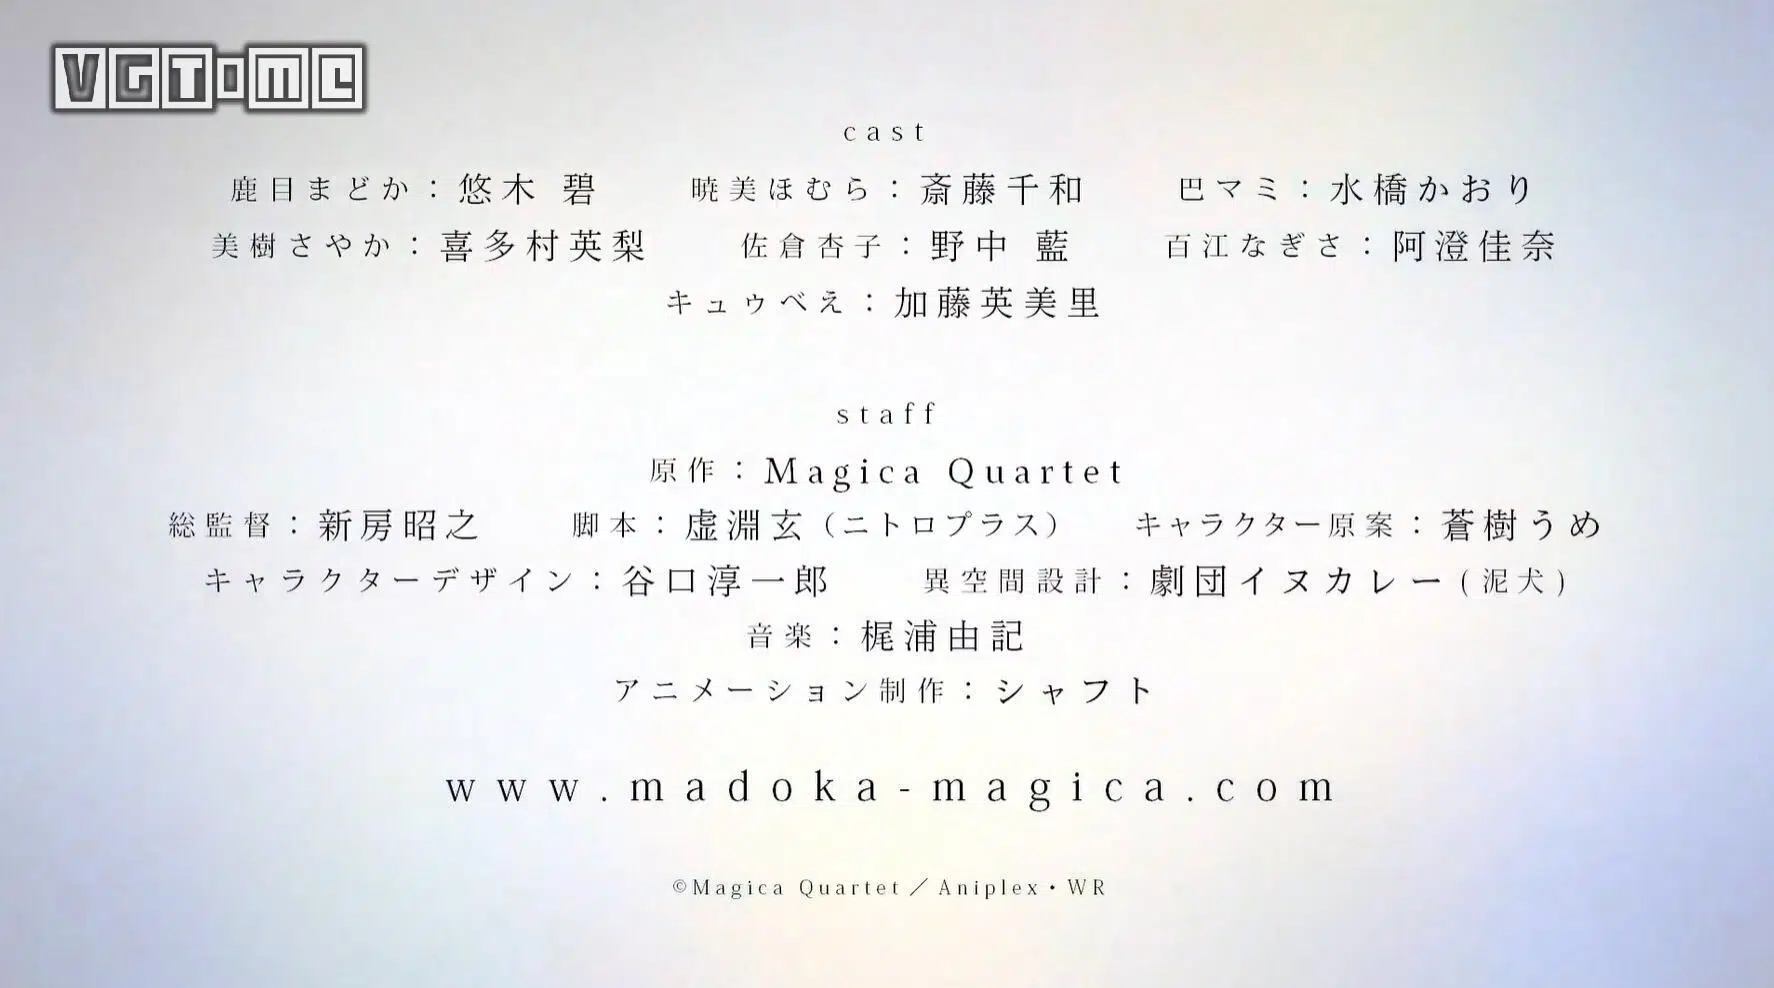 VGTIME
cast
鹿目まどか：悠木 碧　暁美ほむら：斎藤千和　巴マミ：水橋かおり
美樹さやか：喜多村英梨　佐倉杏子：野中 藍　百江なぎさ：阿澄佳奈
キュゥべえ：加藤英美里
staff
原作：Magica Quartet
総監督：新房昭之　脚本：虚淵玄（ニトロプラス）　キャラクター原案：蒼樹うめ
キャラクターデザイン：谷口淳一郎　異空間設計：劇団イヌカレー(泥犬)
音楽：梶浦由記
アニメーション制作：シャフト
www.madoka-magica.com
©Magica Quartet／Aniplex・WR